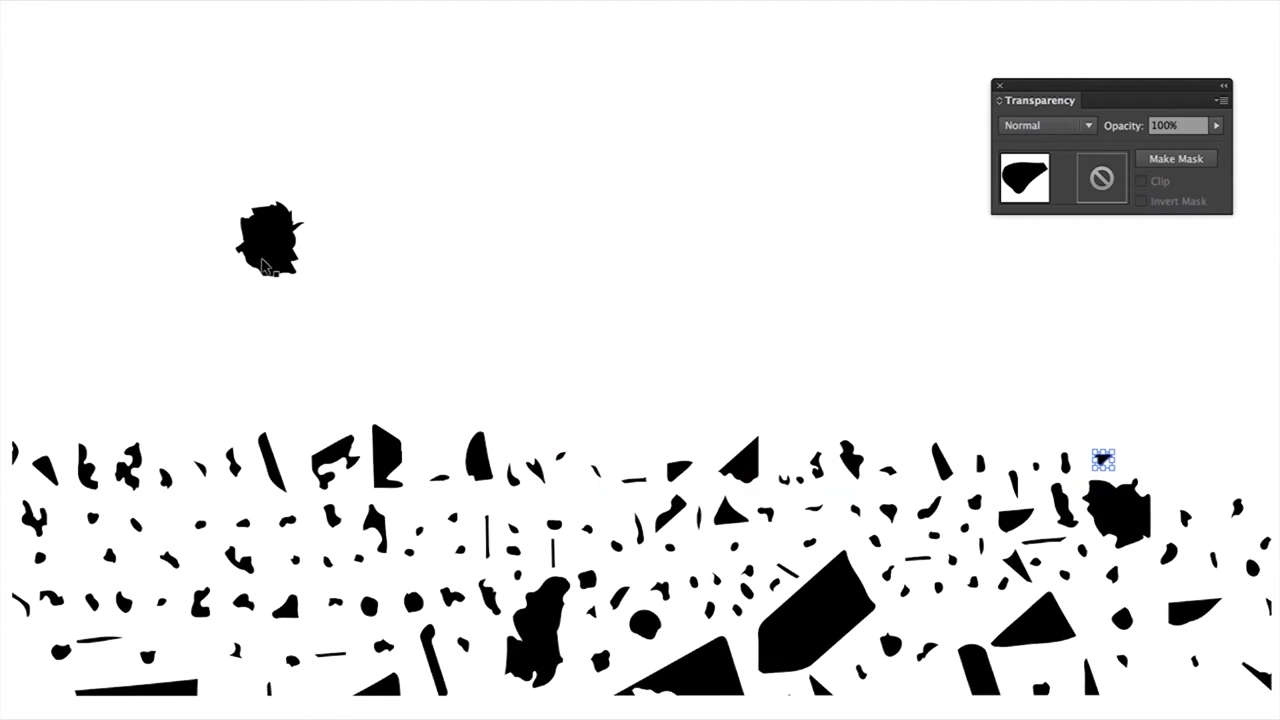 Transparency
Normal Opacity: 100%
Make Mask
Clip
Invert Mask